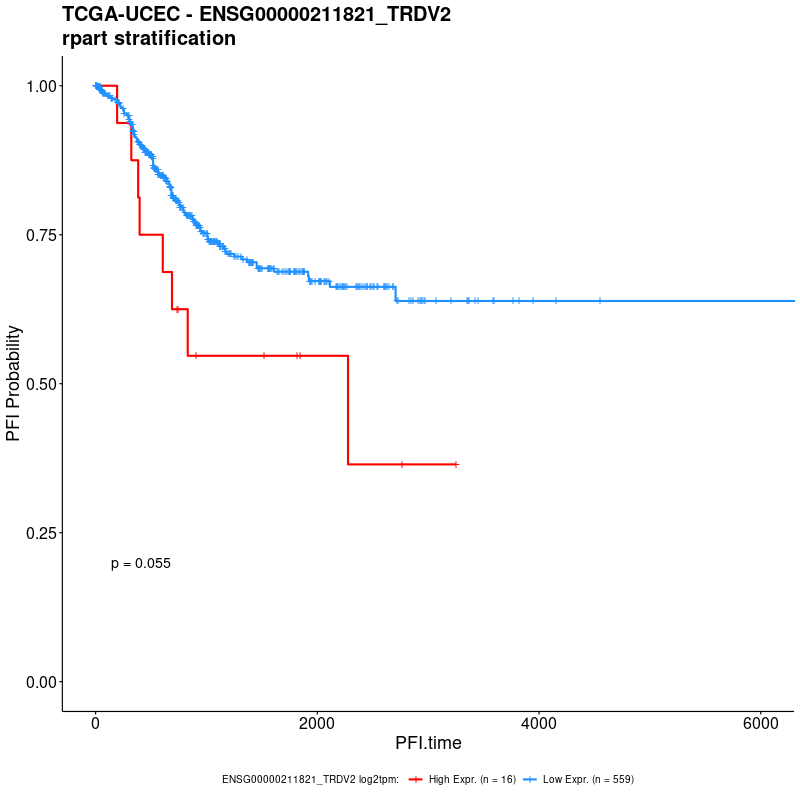 TCGA-UCEC - ENSG00000211821_TRDV2
rpart stratification
1.00
0.75
0.50
0.25
0.00
PFI Probability
p = 0.055
0
2000
4000
6000
PFI.time
ENSG00000211821_TRDV2 log2tpm: High Expr. (n = 16) Low Expr. (n = 559)